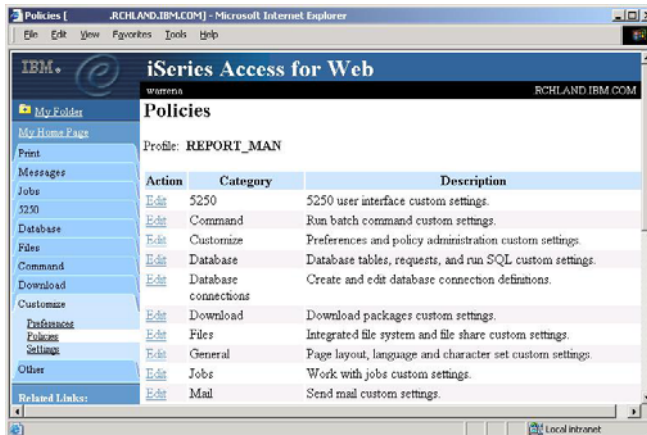 Policies [ .RCHLAND.IBM.COM] - Microsoft Internet Explorer
File Edit View Favorites Tools Help
IBM.
iSeries Access for Web
warrena RCHLAND.IBM.COM
My Folder
My Home Page
Print
Messages
Jobs
5250
Database
Files
Command
Download
Customize
Preferences
Policies
Settings
Other
Related Links:
Policies
Profile: REPORT_MAN
Action Category Description
Edit 5250 5250 user interface custom settings.
Edit Command Run batch command custom settings.
Edit Customize Preferences and policy administration custom settings.
Edit Database Database tables, requests, and run SQL custom settings.
Edit Database connections Create and edit database connection definitions.
Edit Download Download packages custom settings.
Edit Files Integrated file system and file share custom settings.
Edit General Page layout, language and character set custom settings.
Edit Jobs Work with jobs custom settings.
Edit Mail Send mail custom settings.
Local intranet